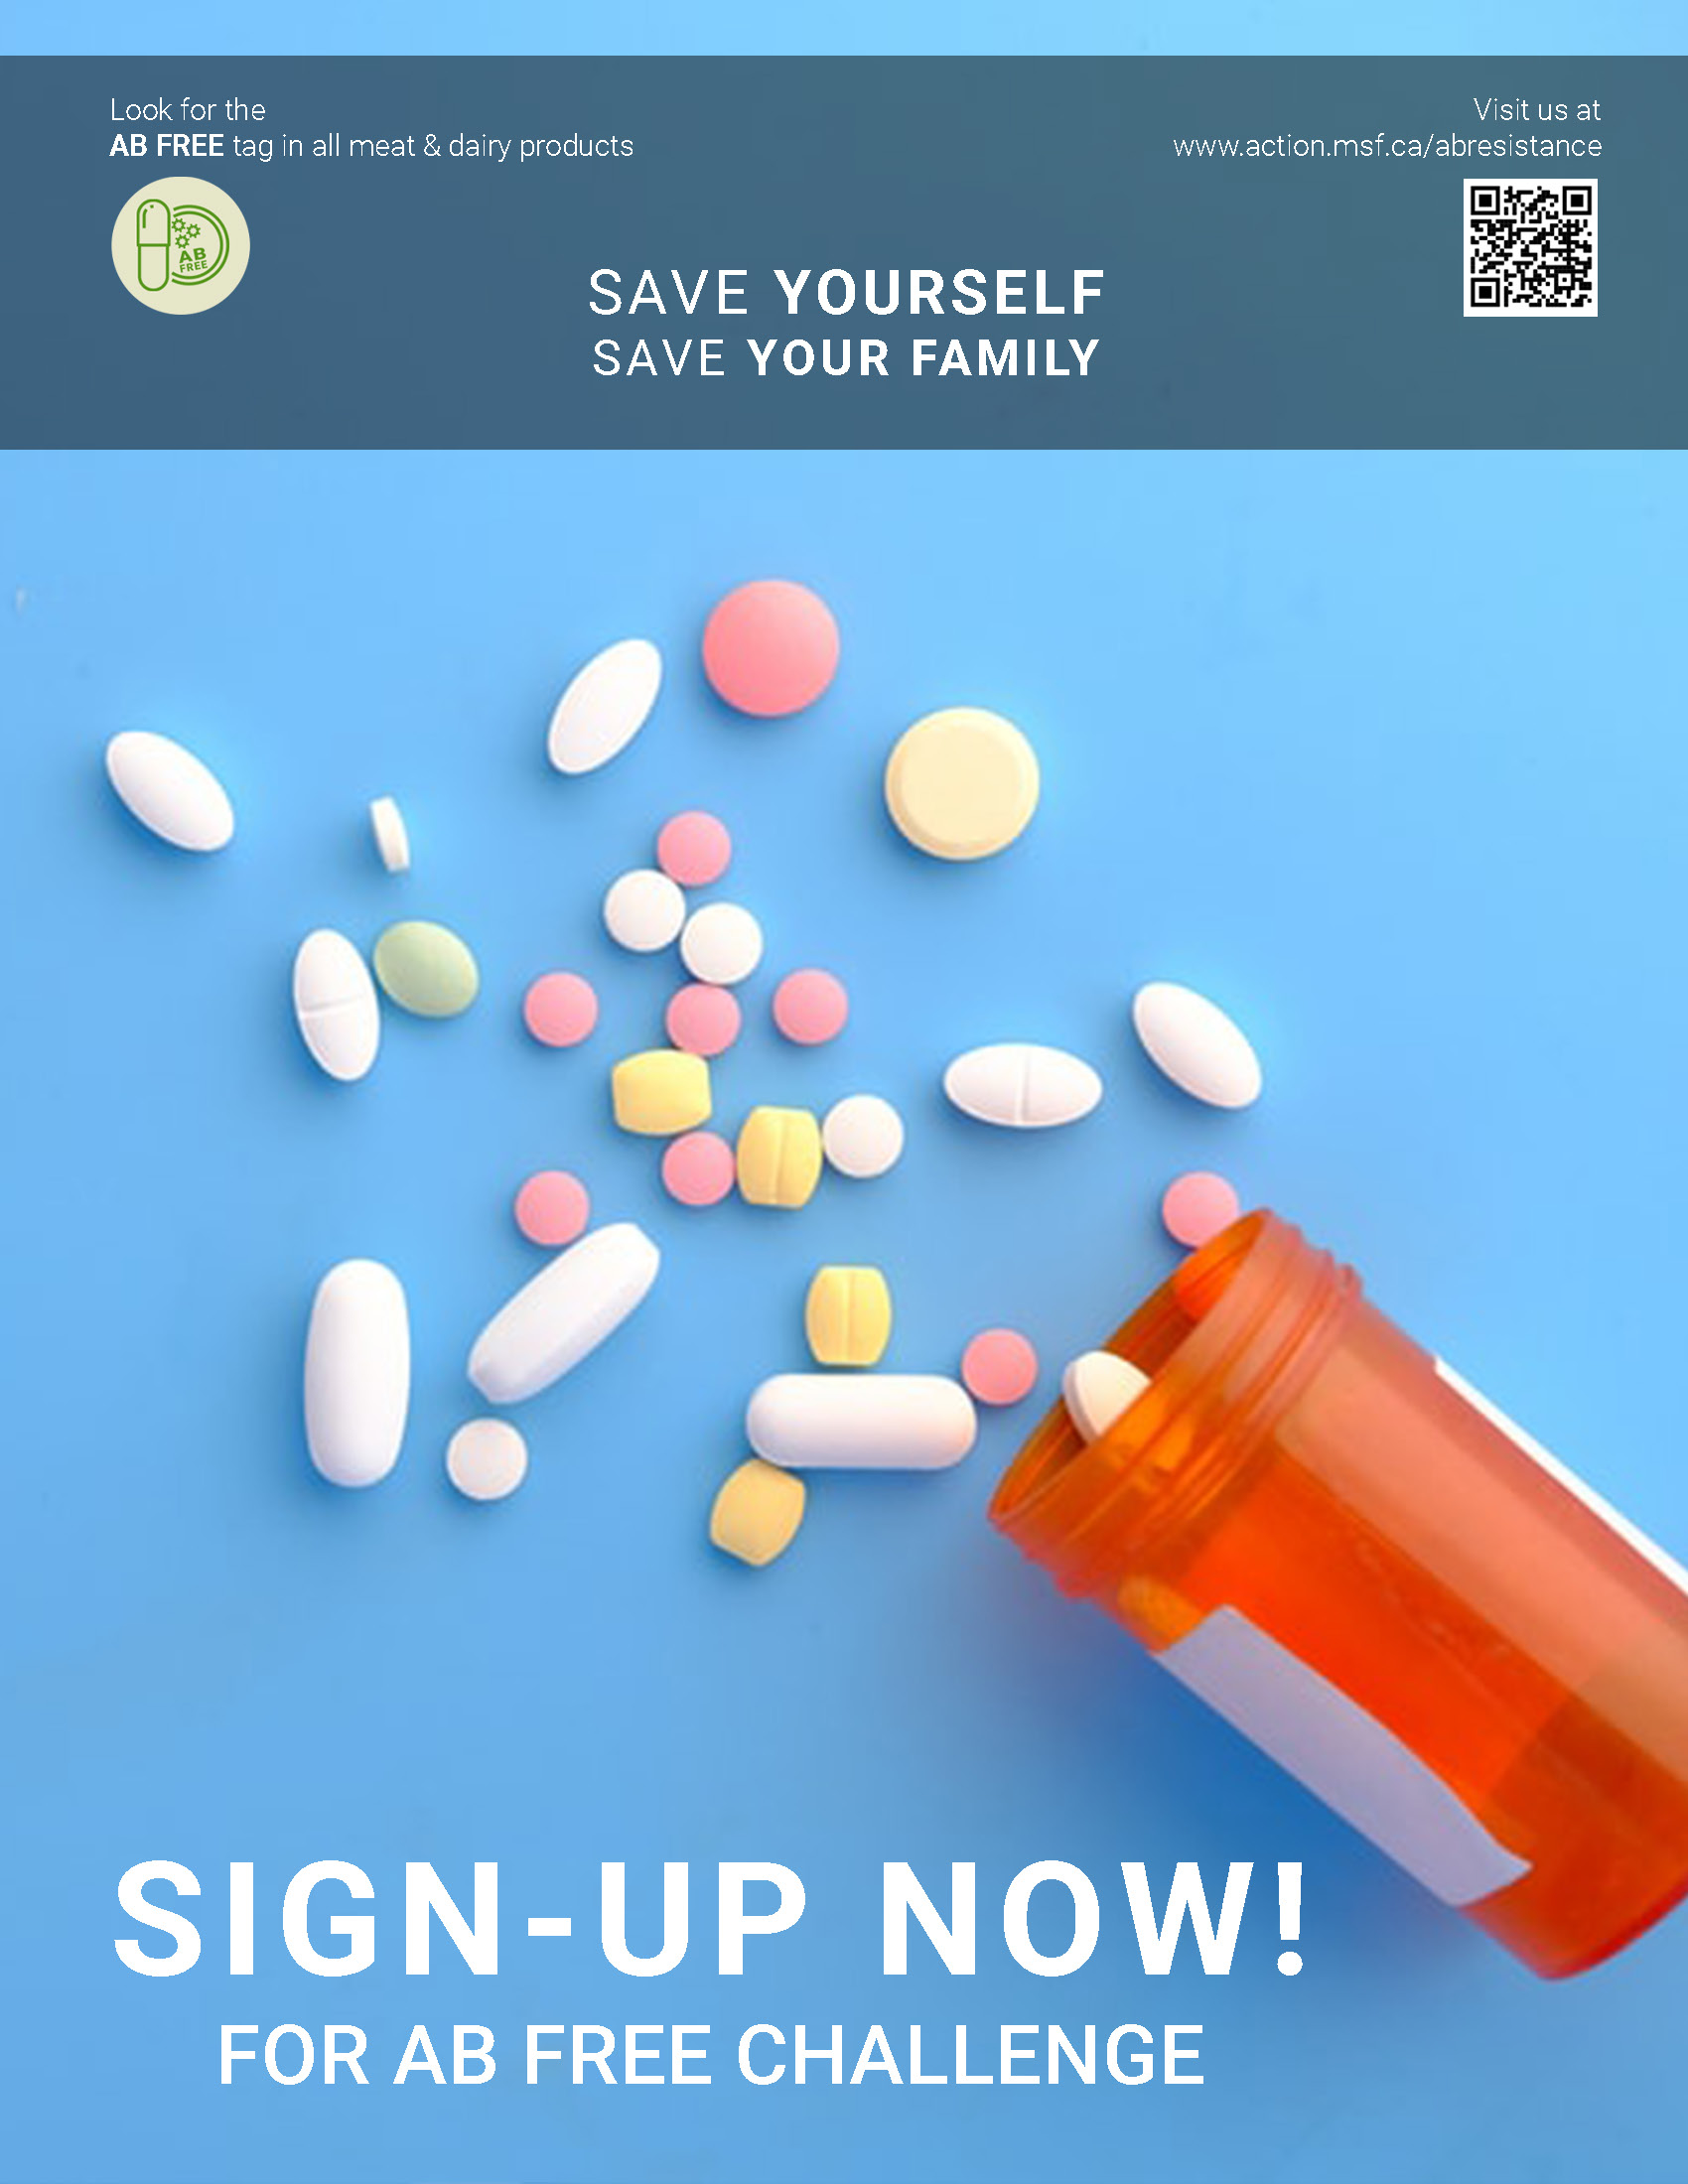 Look for the
AB FREE tag in all meat & dairy products
AB
FREE
Visit us at
www.action.msf.ca/abresistance
SAVE YOURSELF
SAVE YOUR FAMILY
SIGN-UP NOW!
FOR AB FREE CHALLENGE